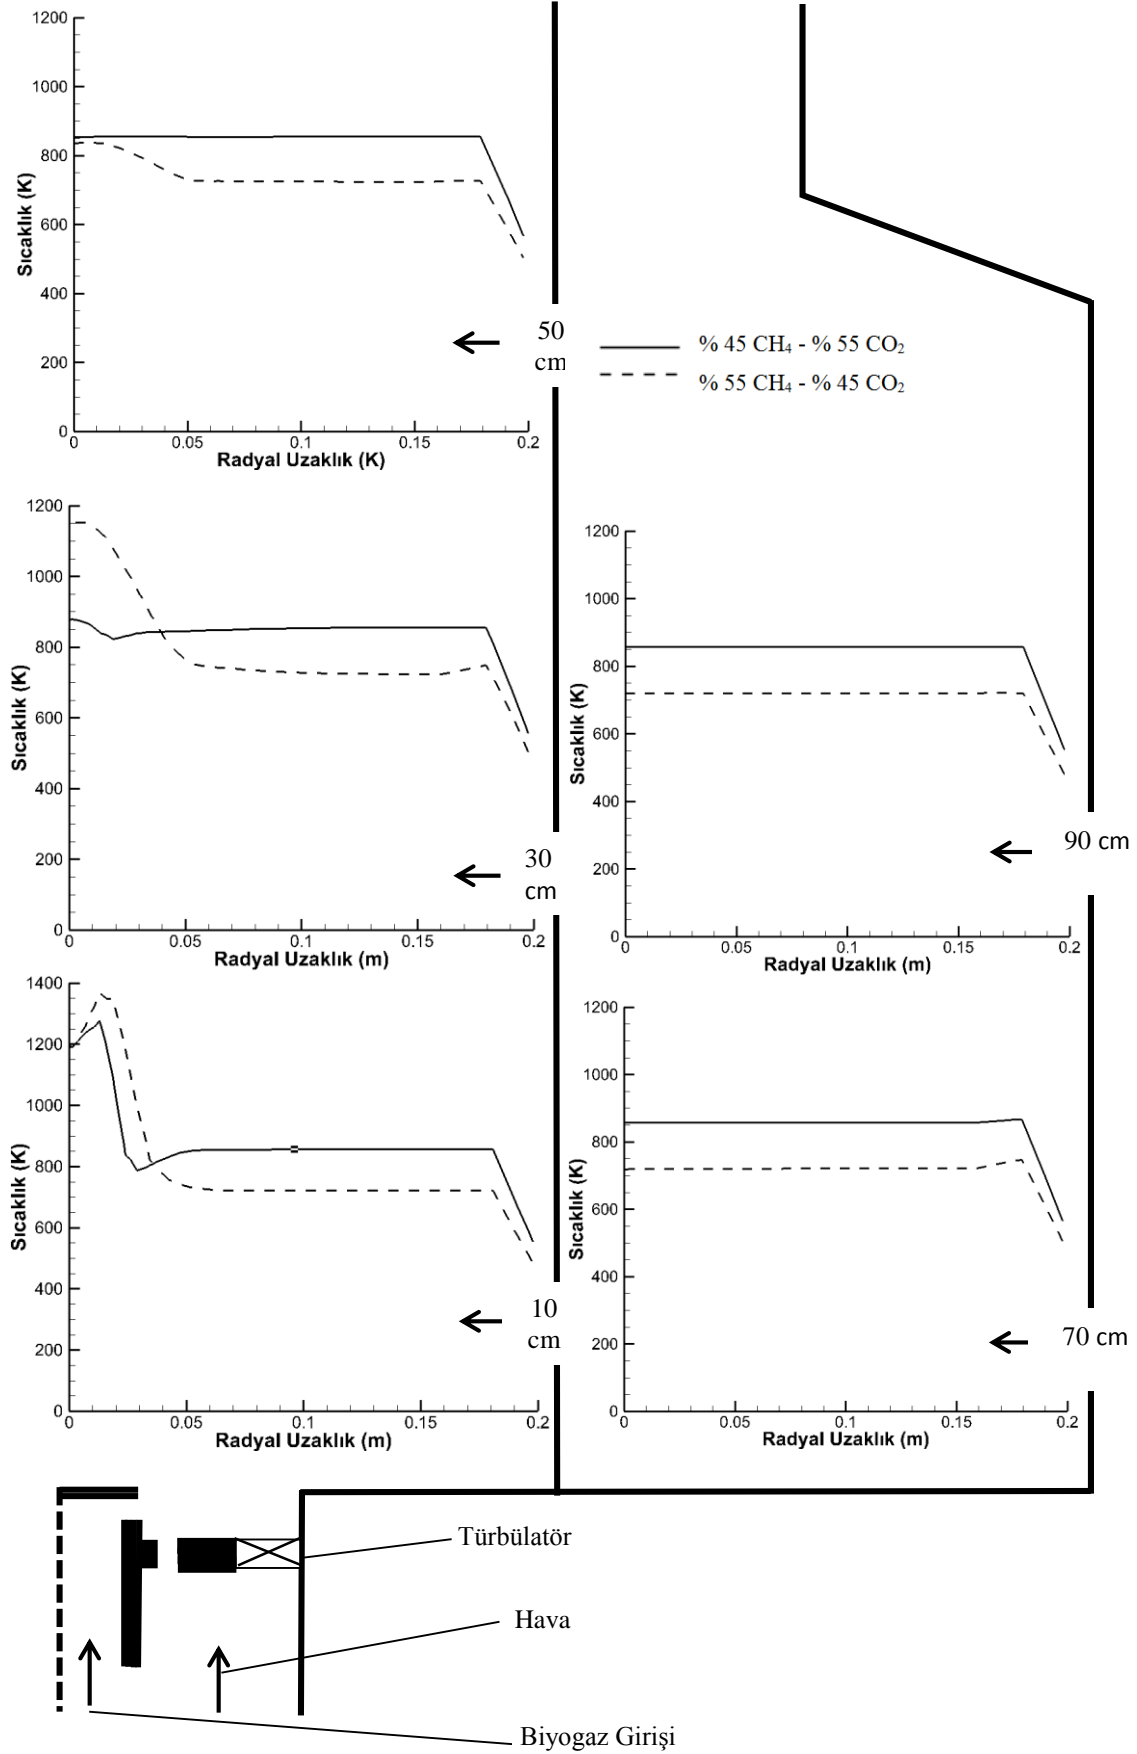 1200
1000
800
600
400
200
0
0 0.05 0.1 0.15 0.2
Sıcaklık (K)
Radyal Uzaklık (K)
50
cm
% 45 CH₄ - % 55 CO₂
% 55 CH₄ - % 45 CO₂
1200
1000
800
600
400
200
0
0 0.05 0.1 0.15 0.2
Sıcaklık (K)
Radyal Uzaklık (m)
30
cm
1200
1000
800
600
400
200
0
0 0.05 0.1 0.15 0.2
Sıcaklık (K)
Radyal Uzaklık (m)
90 cm
1400
1200
1000
800
600
400
200
0
0 0.05 0.1 0.15 0.2
Sıcaklık (K)
Radyal Uzaklık (m)
10
cm
1200
1000
800
600
400
200
0
0 0.05 0.1 0.15 0.2
Sıcaklık (K)
Radyal Uzaklık (m)
70 cm
Türbülatör
Hava
Biyogaz Girişi